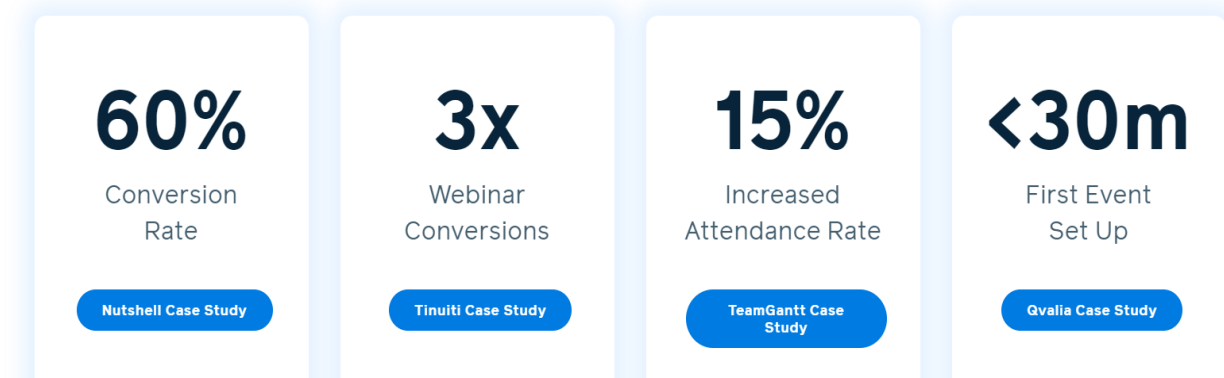 60%
Conversion
Rate
Nutshell Case Study
3x
Webinar
Conversions
Tinuiti Case Study
15%
Increased
Attendance Rate
TeamGantt Case
Study
<30m
First Event
Set Up
Qvalia Case Study